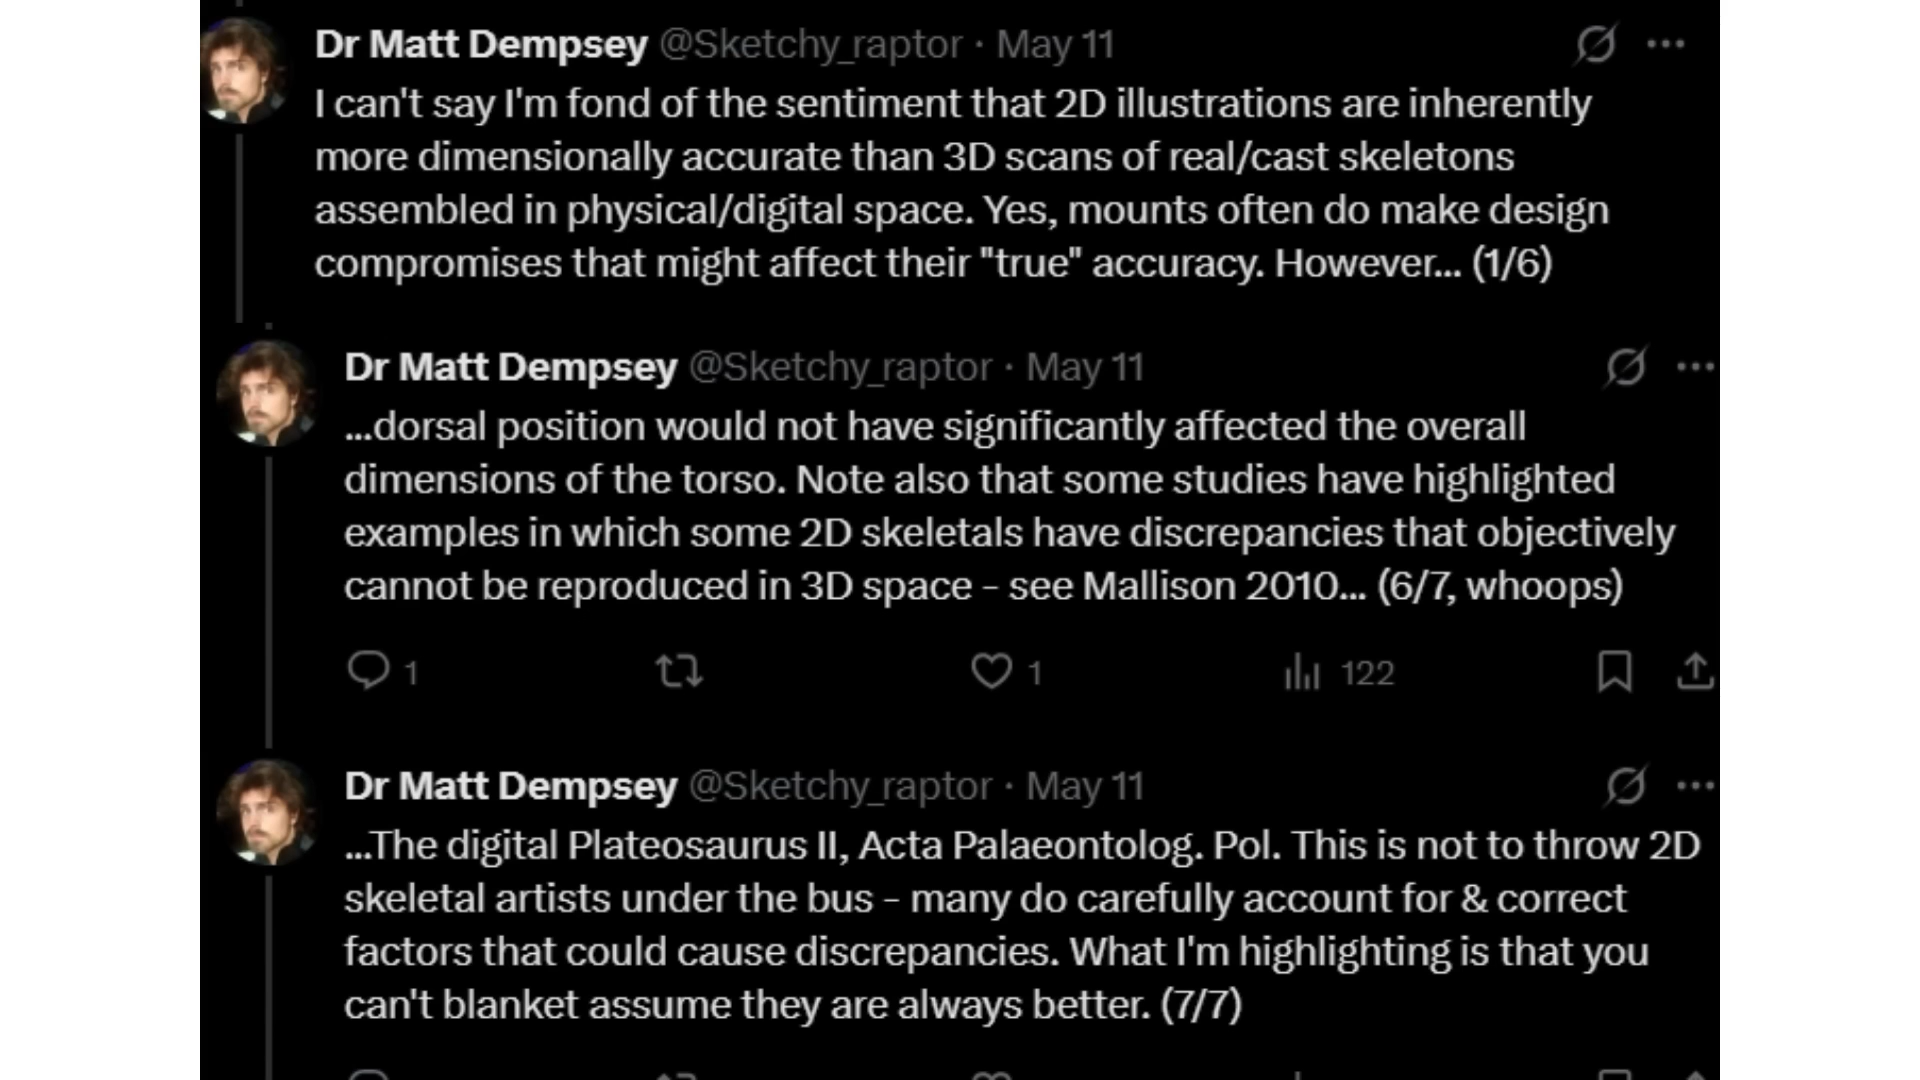 Dr Matt Dempsey @Sketchy_raptor · May 11
I can't say I'm fond of the sentiment that 2D illustrations are inherently
more dimensionally accurate than 3D scans of real/cast skeletons
assembled in physical/digital space. Yes, mounts often do make design
compromises that might affect their "true" accuracy. However... (1/6)
Dr Matt Dempsey @Sketchy_raptor · May 11
...dorsal position would not have significantly affected the overall
dimensions of the torso. Note also that some studies have highlighted
examples in which some 2D skeletals have discrepancies that objectively
cannot be reproduced in 3D space - see Mallison 2010... (6/7, whoops)
1 1 122
Dr Matt Dempsey @Sketchy_raptor · May 11
...The digital Plateosaurus II, Acta Palaeontolog. Pol. This is not to throw 2D
skeletal artists under the bus - many do carefully account for & correct
factors that could cause discrepancies. What I'm highlighting is that you
can't blanket assume they are always better. (7/7)